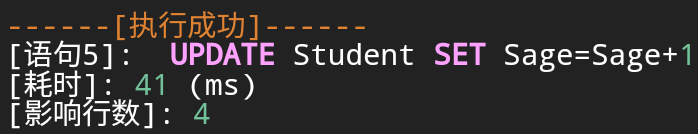 ------[执行成功]------
[语句5]:  UPDATE Student SET Sage=Sage+1
[耗时]: 41 (ms)
[影响行数]: 4